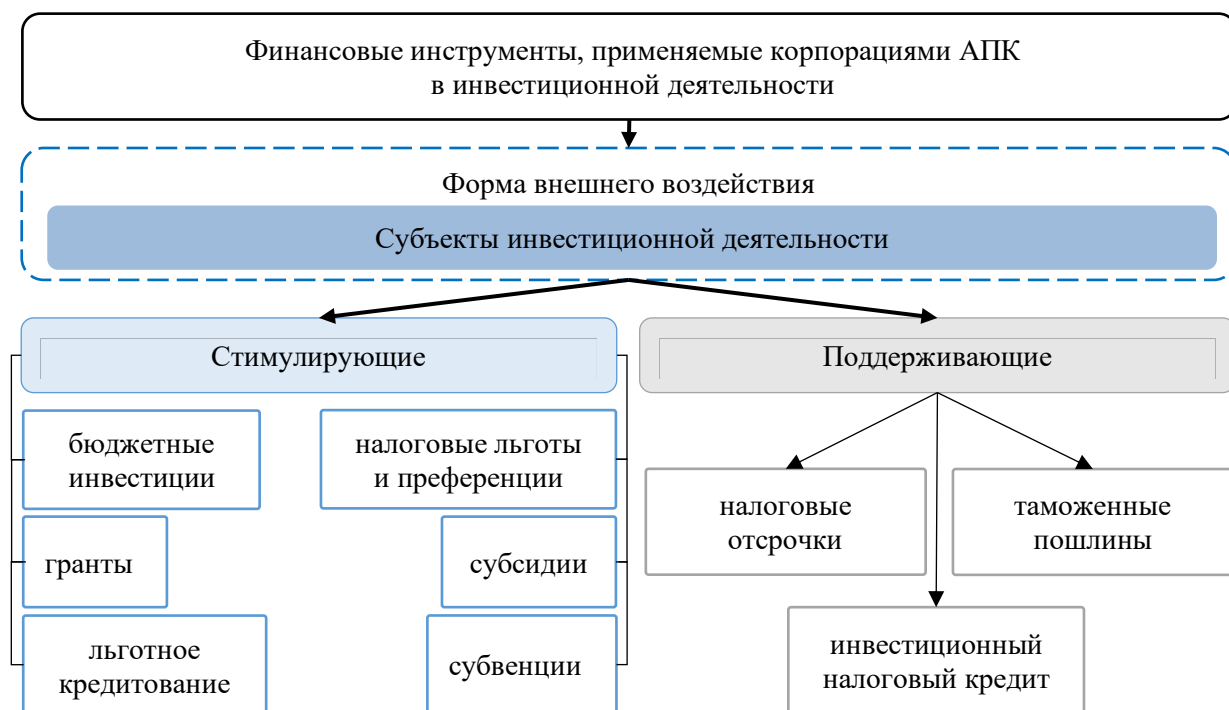 Финансовые инструменты, применяемые корпорациями АПК
в инвестиционной деятельности
Форма внешнего воздействия
Субъекты инвестиционной деятельности
Стимулирующие
бюджетные
инвестиции
налоговые льготы
и преференции
гранты
субсидии
льготное
кредитование
субвенции
Поддерживающие
налоговые
отсрочки
таможенные
пошлины
инвестиционный
налоговый кредит